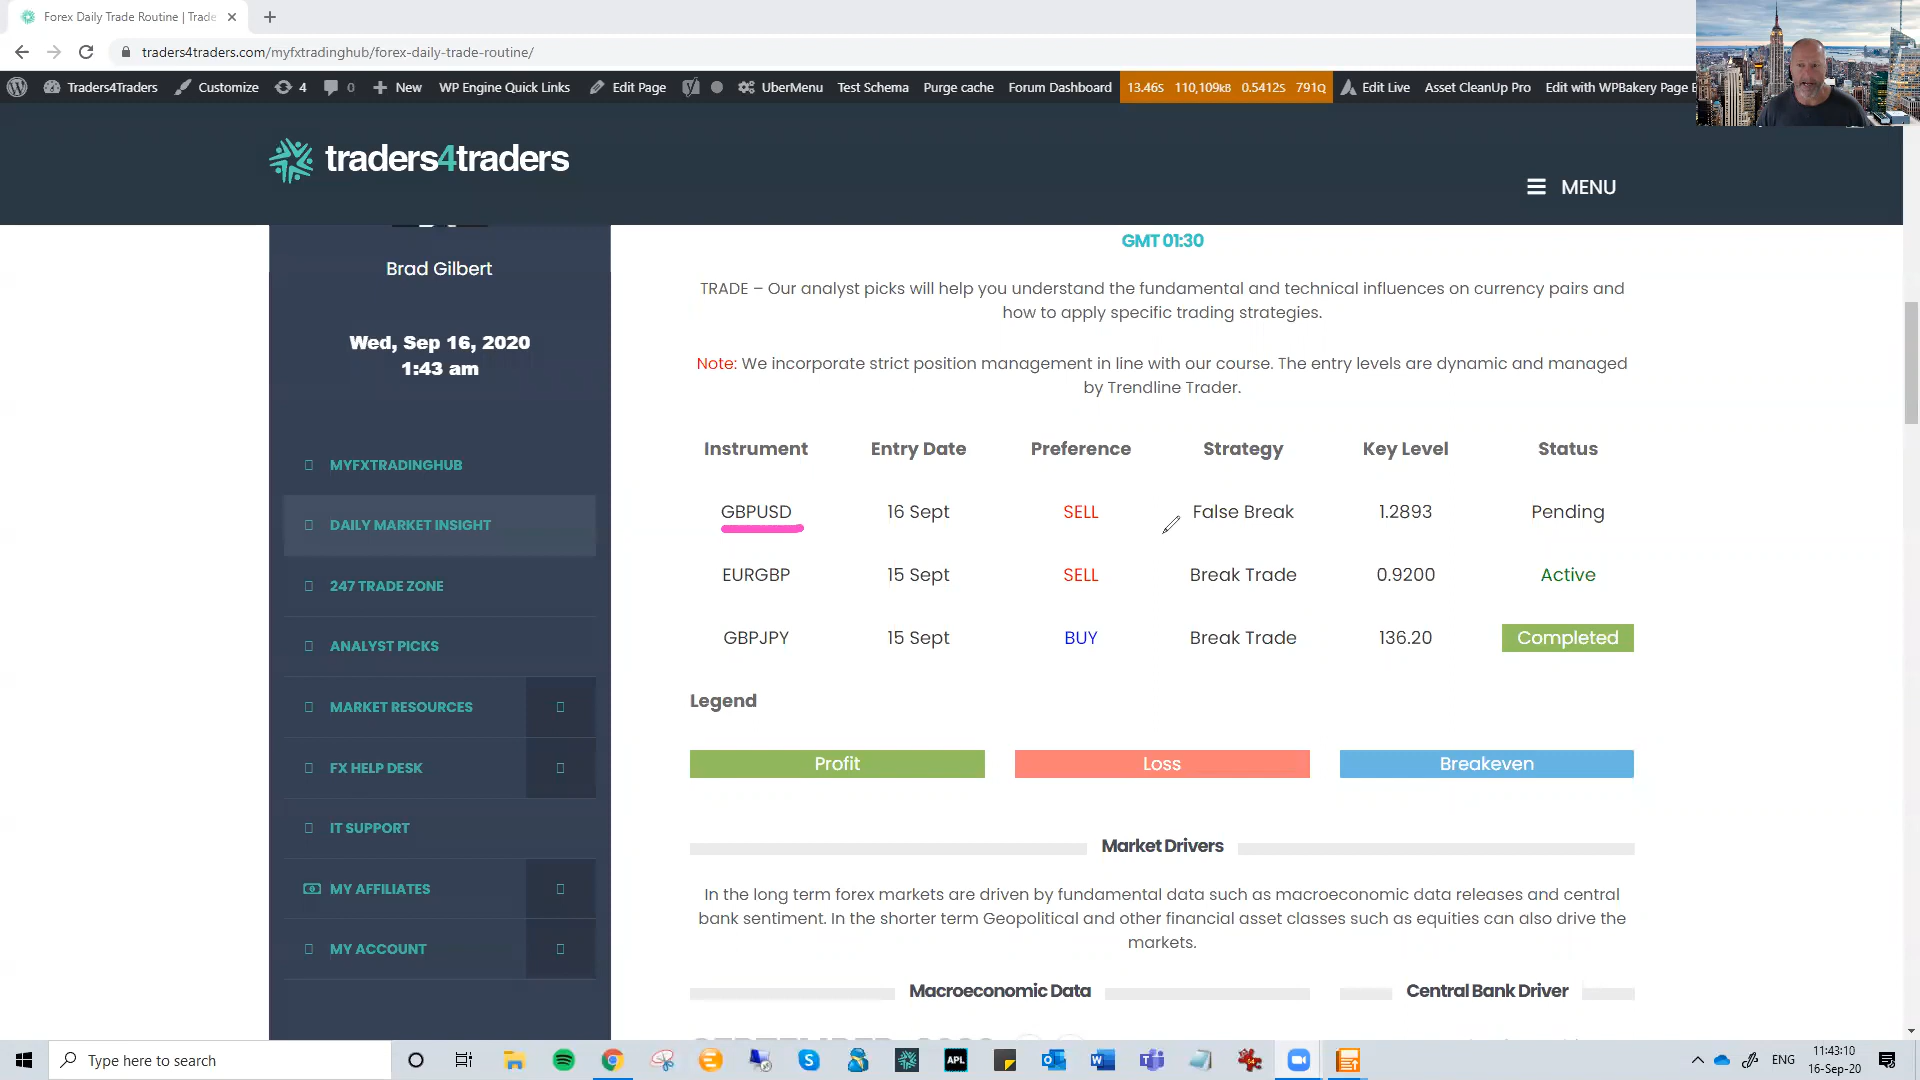 Forex Daily Trade Routine | Trade
traders4traders.com/myfxtradinghub/forex-daily-trade-routine/
Traders4Traders Customize 4 0 New WP Engine Quick Links Edit Page UberMenu Test Schema Purge cache Forum Dashboard 13.46S 110,109KB 0.5412S 791Q Edit Live Asset CleanUp Pro Edit with WPBakery Page
traders4traders
MENU
Brad Gilbert
Wed, Sep 16, 2020
1:43 am
MYFXTRADINGHUB
DAILY MARKET INSIGHT
247 TRADE ZONE
ANALYST PICKS
MARKET RESOURCES
FX HELP DESK
IT SUPPORT
MY AFFILIATES
MY ACCOUNT
GMT 01:30
TRADE – Our analyst picks will help you understand the fundamental and technical influences on currency pairs and
how to apply specific trading strategies.
Note: We incorporate strict position management in line with our course. The entry levels are dynamic and managed
by Trendline Trader.
Instrument Entry Date Preference Strategy Key Level Status
GBPUSD 16 Sept SELL False Break 1.2893 Pending
EURGBP 15 Sept SELL Break Trade 0.9200 Active
GBPJPY 15 Sept BUY Break Trade 136.20 Completed
Legend
Profit Loss Breakeven
Market Drivers
In the long term forex markets are driven by fundamental data such as macroeconomic data releases and central
bank sentiment. In the shorter term Geopolitical and other financial asset classes such as equities can also drive the
markets.
Macroeconomic Data Central Bank Driver
Type here to search
APL
ENG
11:43:10
16-Sep-20